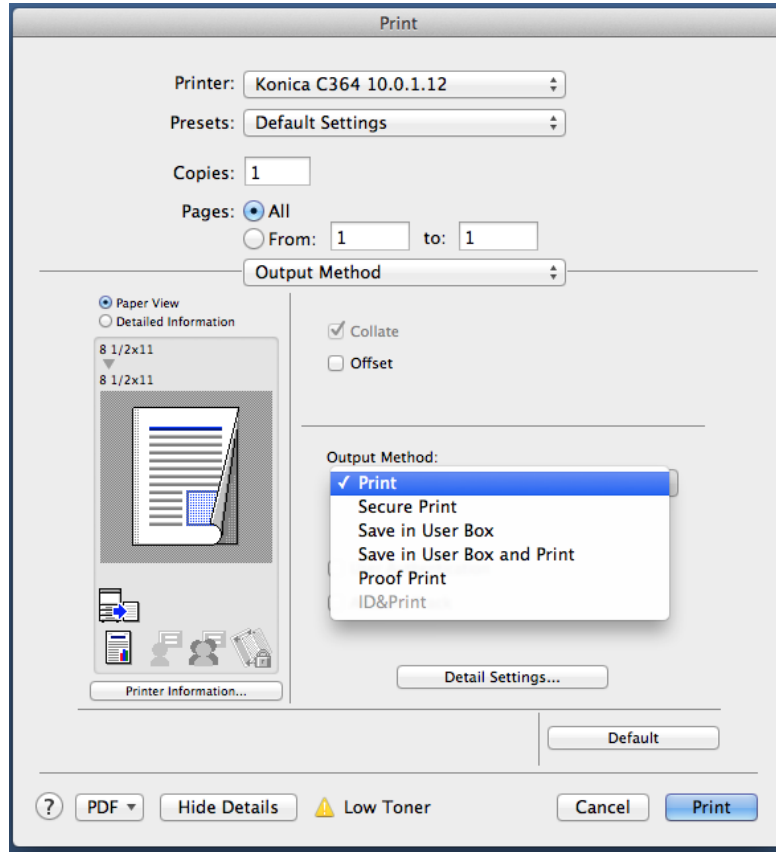 Print
Printer: Konica C364 10.0.1.12
Presets: Default Settings
Copies: 1
Pages: All
From: 1 to: 1
Output Method
Paper View
Detailed Information
8 1/2x11
8 1/2x11
Collate
Offset
Output Method:
✓ Print
Secure Print
Save in User Box
Save in User Box and Print
Proof Print
ID&Print
Detail Settings...
Printer Information...
Default
? PDF Hide Details Low Toner Cancel Print